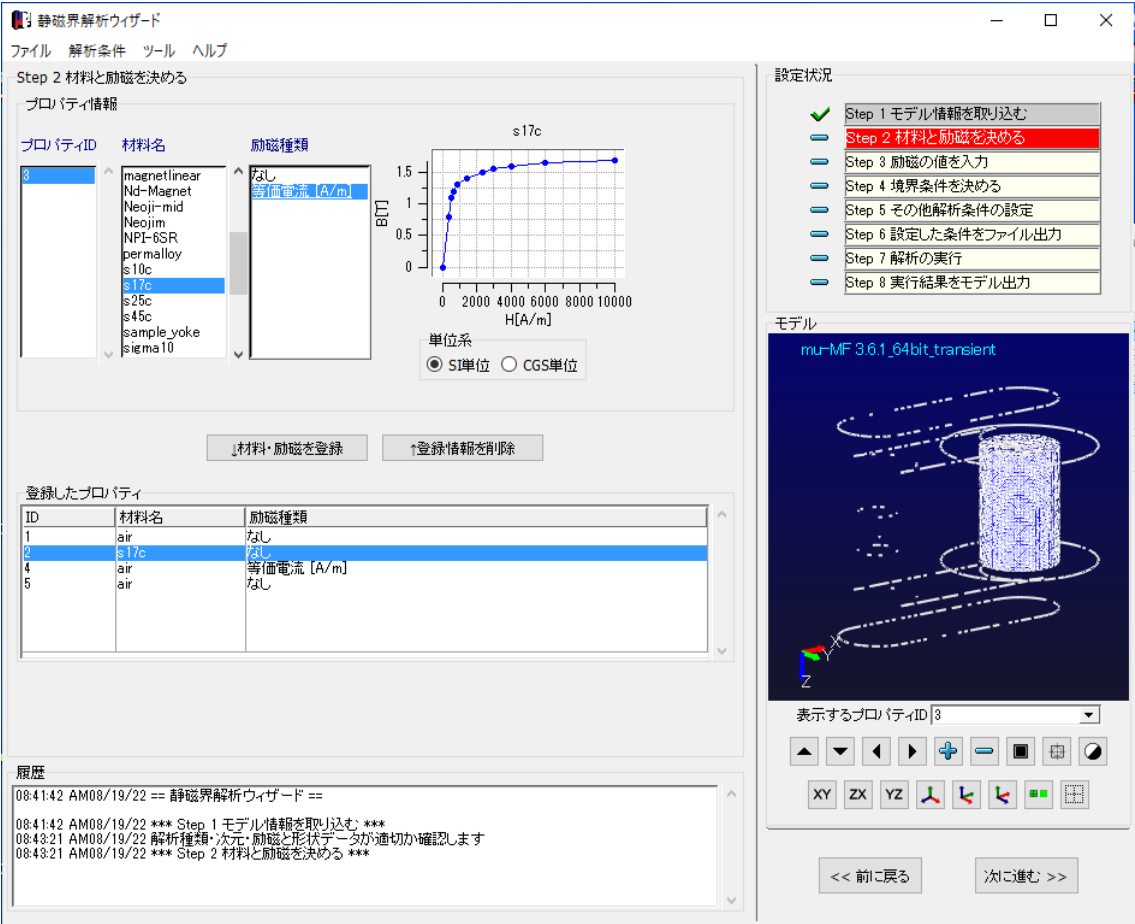 静磁界解析ウィザード
ファイル 解析条件 ツール ヘルプ
Step 2 材料と励磁を決める
プロパティ情報
プロパティID 材料名 励磁種類
3
magnetlinear
Nd-Magnet
Neoji-mid
Neojim
NPI-6SR
permalloy
s10c
s17c
s25c
s45c
sample_yoke
sigma10
なし
等価電流 [A/m]
s17c
B[T]
1.5
1
0.5
0
0 2000 4000 6000 8000 10000
H[A/m]
単位系
SI単位 CGS単位
↓材料・励磁を登録 ↑登録情報を削除
登録したプロパティ
ID 材料名 励磁種類
1 air なし
2 s17c なし
4 air 等価電流 [A/m]
5 air なし
履歴
08:41:42 AM08/19/22 == 静磁界解析ウィザード ==
08:41:42 AM08/19/22 *** Step 1 モデル情報を取り込む ***
08:43:21 AM08/19/22 解析種類・次元・励磁と形状データが適切か確認します
08:43:21 AM08/19/22 *** Step 2 材料と励磁を決める ***
設定状況
Step 1 モデル情報を取り込む
Step 2 材料と励磁を決める
Step 3 励磁の値を入力
Step 4 境界条件を決める
Step 5 その他解析条件の設定
Step 6 設定した条件をファイル出力
Step 7 解析の実行
Step 8 実行結果をモデル出力
モデル
mu-MF 3.6.1_64bit_transient
X
Y
Z
表示するプロパティID 3
XY ZX YZ
<< 前に戻る 次に進む >>